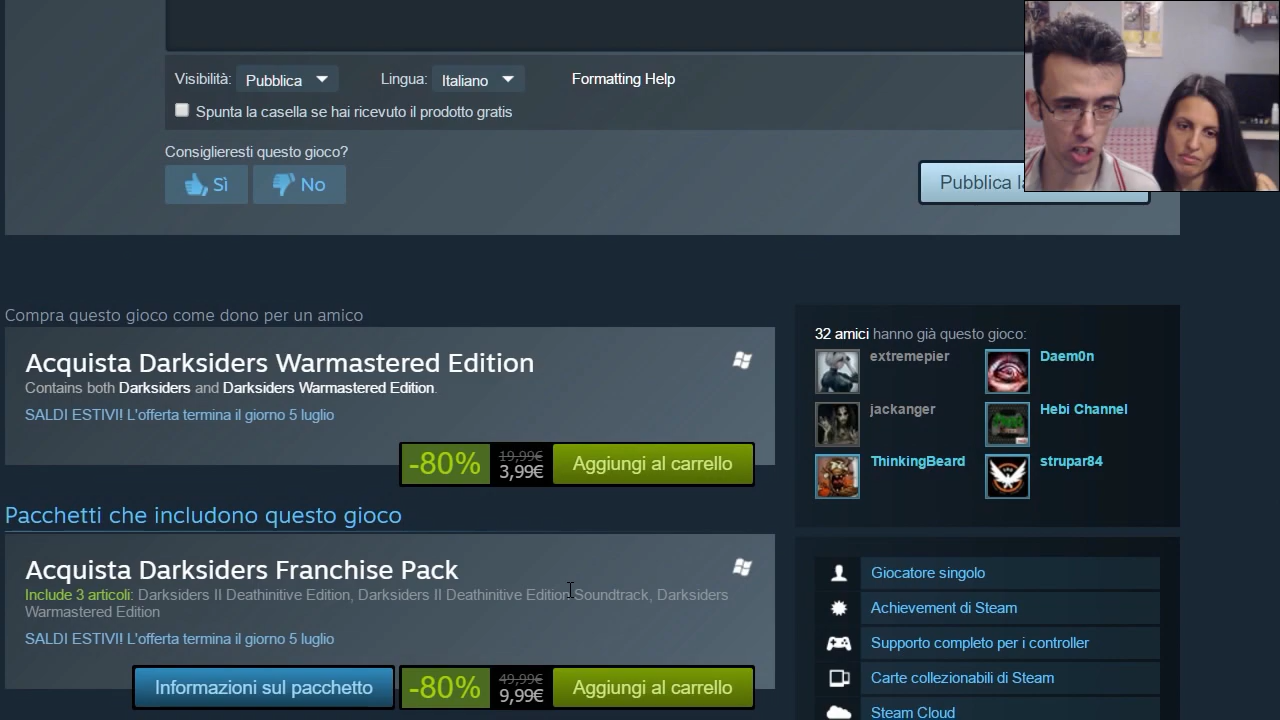 Visibilità: Pubblica Lingua: Italiano Formatting Help
Spunta la casella se hai ricevuto il prodotto gratis
Consiglieresti questo gioco?
Sì No
Pubblica
Compra questo gioco come dono per un amico
Acquista Darksiders Warmastered Edition
Contains both Darksiders and Darksiders Warmastered Edition.
SALDI ESTIVI! L'offerta termina il giorno 5 luglio
-80% 19,99€ 3,99€ Aggiungi al carrello
Pacchetti che includono questo gioco
Acquista Darksiders Franchise Pack
Include 3 articoli: Darksiders II Deathinitive Edition, Darksiders II Deathinitive Edition Soundtrack, Darksiders
Warmastered Edition
SALDI ESTIVI! L'offerta termina il giorno 5 luglio
Informazioni sul pacchetto -80% 49,99€ 9,99€ Aggiungi al carrello
32 amici hanno già questo gioco:
extremepier Daem0n
jackanger Hebi Channel
ThinkingBeard strupar84
Giocatore singolo
Achievement di Steam
Supporto completo per i controller
Carte collezionabili di Steam
Steam Cloud